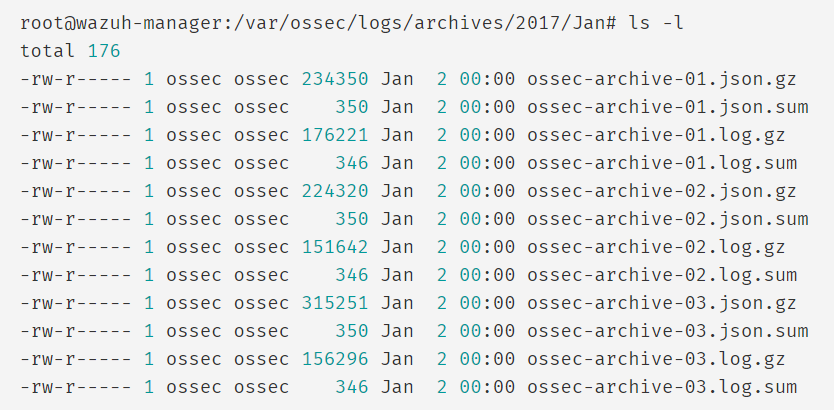 root@wazuh-manager:/var/ossec/logs/archives/2017/Jan# ls -l
total 176
-rw-r----- 1 ossec ossec 234350 Jan  2 00:00 ossec-archive-01.json.gz
-rw-r----- 1 ossec ossec    350 Jan  2 00:00 ossec-archive-01.json.sum
-rw-r----- 1 ossec ossec 176221 Jan  2 00:00 ossec-archive-01.log.gz
-rw-r----- 1 ossec ossec    346 Jan  2 00:00 ossec-archive-01.log.sum
-rw-r----- 1 ossec ossec 224320 Jan  2 00:00 ossec-archive-02.json.gz
-rw-r----- 1 ossec ossec    350 Jan  2 00:00 ossec-archive-02.json.sum
-rw-r----- 1 ossec ossec 151642 Jan  2 00:00 ossec-archive-02.log.gz
-rw-r----- 1 ossec ossec    346 Jan  2 00:00 ossec-archive-02.log.sum
-rw-r----- 1 ossec ossec 315251 Jan  2 00:00 ossec-archive-03.json.gz
-rw-r----- 1 ossec ossec    350 Jan  2 00:00 ossec-archive-03.json.sum
-rw-r----- 1 ossec ossec 156296 Jan  2 00:00 ossec-archive-03.log.gz
-rw-r----- 1 ossec ossec    346 Jan  2 00:00 ossec-archive-03.log.sum